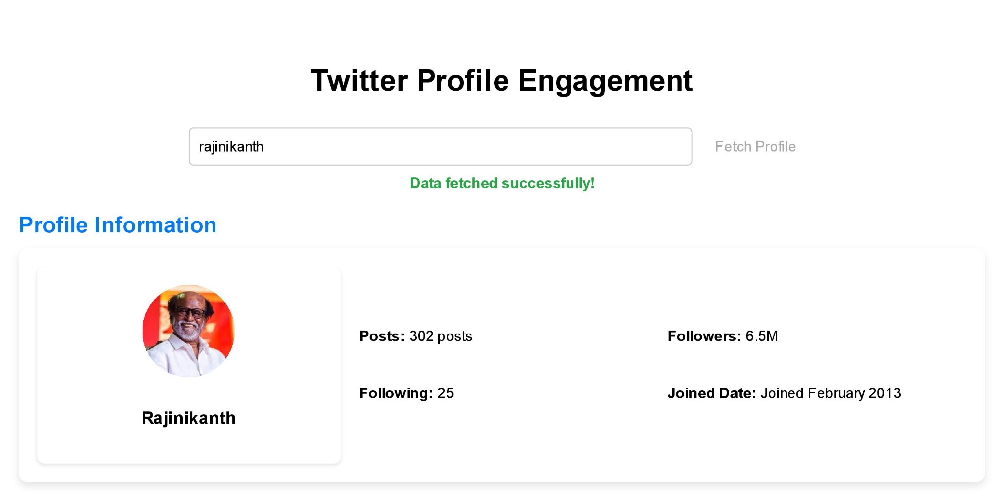 Twitter Profile Engagement
rajinikanth
Fetch Profile
Data fetched successfully!
Profile Information
Rajinikanth
Posts: 302 posts
Followers: 6.5M
Following: 25
Joined Date: Joined February 2013